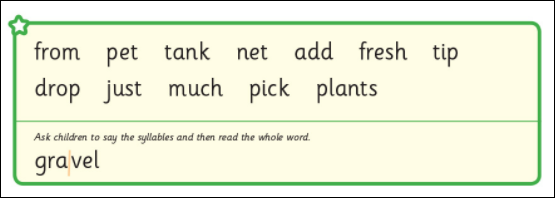 from pet tank net add fresh tip
drop just much pick plants
Ask children to say the syllables and then read the whole word.
gra|vel